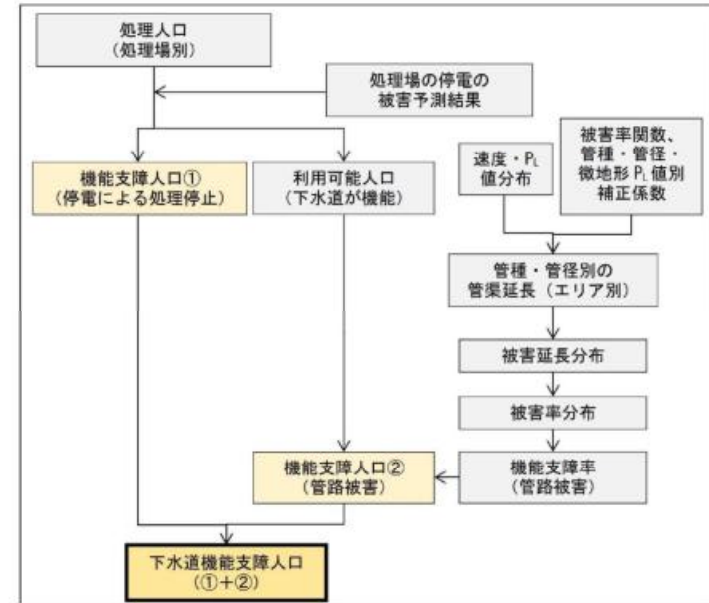 処理人口
（処理場別）
処理場の停電の
被害予測結果
機能支障人口①
（停電による処理停止）
利用可能人口
（下水道が機能）
速度・PL
値分布
被害率関数、
管種・管径・
微地形 PL 値別
補正係数
管種・管径別の
管渠延長（エリア別）
被害延長分布
被害率分布
機能支障率
（管路被害）
機能支障人口②
（管路被害）
下水道機能支障人口
（①＋②）